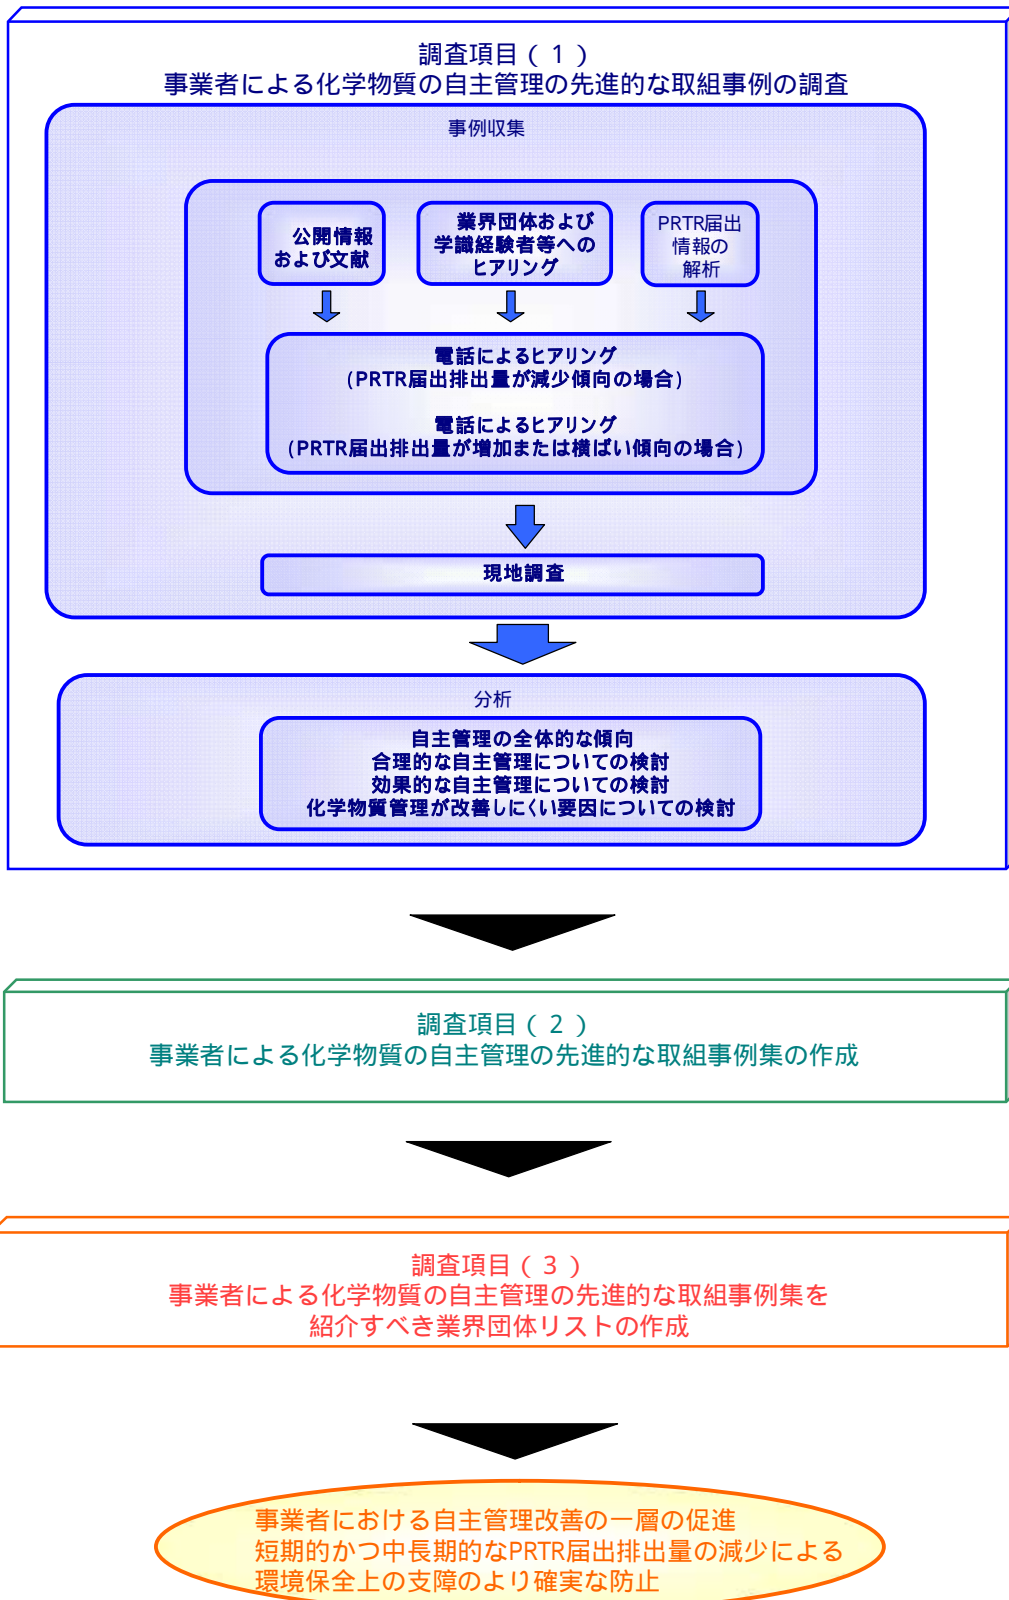 調査項目(1)
事業者による化学物質の自主管理の先進的な取組事例の調査
事例収集
公開情報
および文献
業界団体および
学識経験者等への
ヒアリング
PRTR届出
情報の
解析
電話によるヒアリング
(PRTR届出排出量が減少傾向の場合)
電話によるヒアリング
(PRTR届出排出量が増加または横ばい傾向の場合)
現地調査
分析
自主管理の全体的な傾向
合理的な自主管理についての検討
効果的な自主管理についての検討
化学物質管理が改善しにくい要因についての検討
調査項目(2)
事業者による化学物質の自主管理の先進的な取組事例集の作成
調査項目(3)
事業者による化学物質の自主管理の先進的な取組事例集を
紹介すべき業界団体リストの作成
事業者における自主管理改善の一層の促進
短期的かつ中長期的なPRTR届出排出量の減少による
環境保全上の支障のより確実な防止